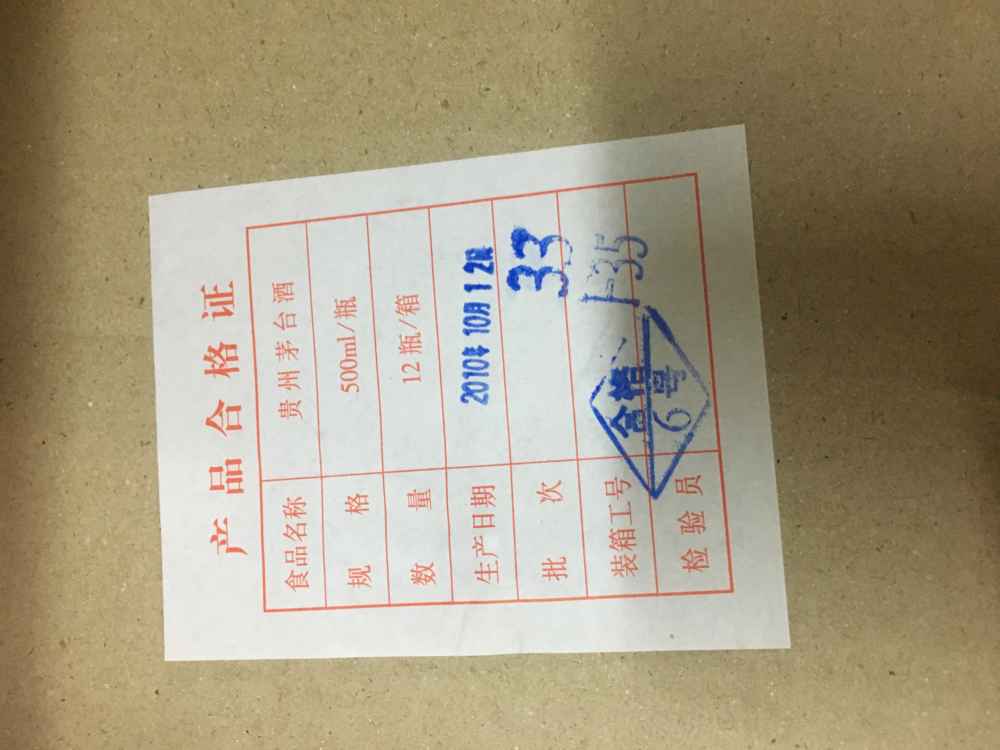 产品合格证
食品名称 贵州茅台酒
规格 500ml/瓶
数量 12瓶/箱
生产日期 2010年10月12日
批次 33
装箱工号 1-35
检验员 合格
6号